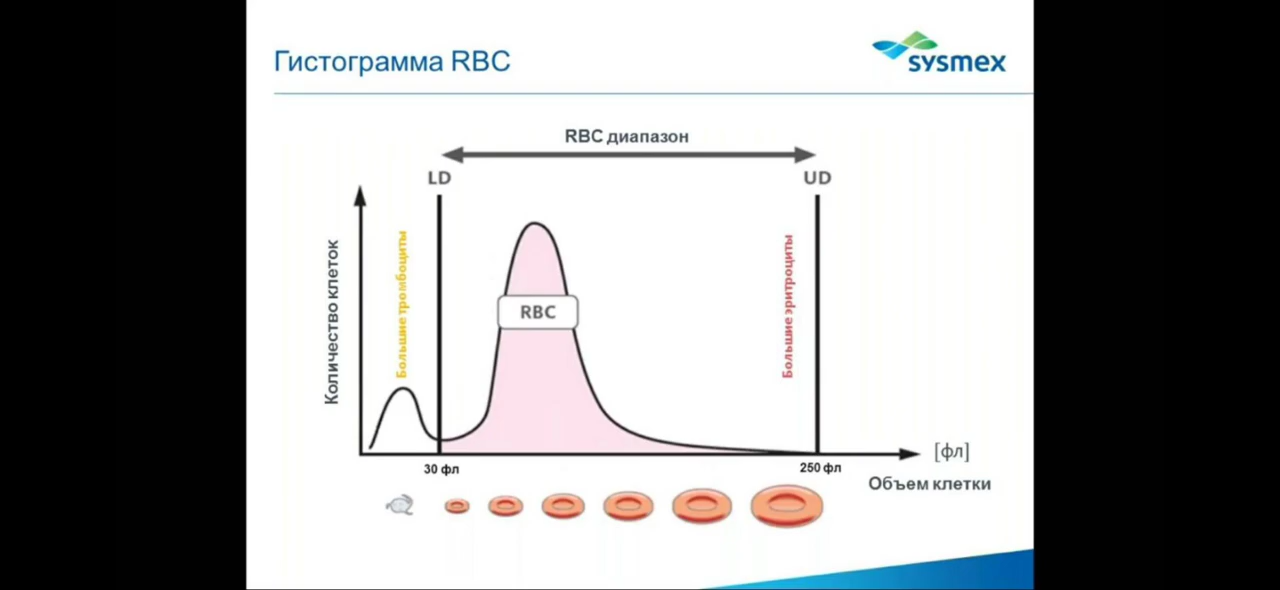 Гистограмма RBC
sysmex
RBC диапазон
LD
UD
Количество клеток
Большие тромбоциты
RBC
Большие эритроциты
30 фл
250 фл
[фл]
Объем клетки